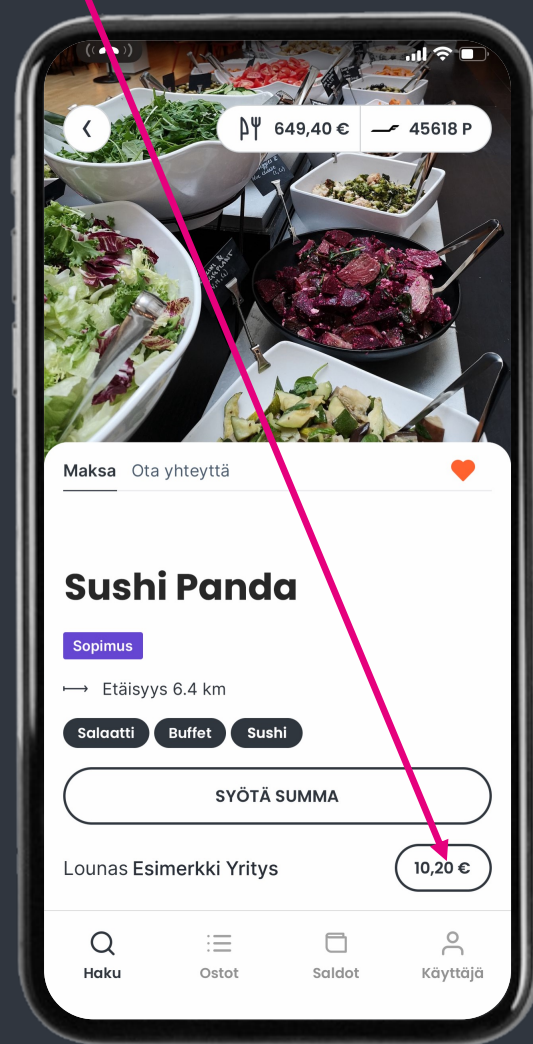 649,40 € 45618 P
Maksa Ota yhteyttä
Sushi Panda
Sopimus
Etäisyys 6.4 km
Salaatti Buffet Sushi
SYÖTÄ SUMMA
Lounas Esimerkki Yritys 10,20 €
Haku Ostot Saldot Käyttäjä